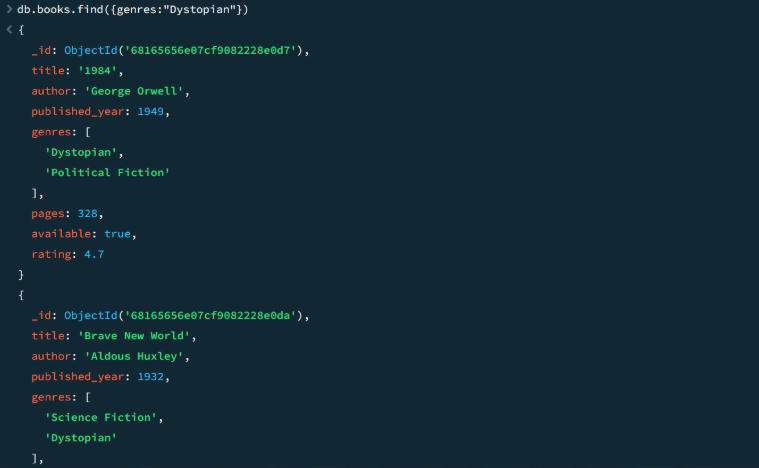 > db.books.find({genres:"Dystopian"})
< {
_id: ObjectId('68165656e07cf9082228e0d7'),
title: '1984',
author: 'George Orwell',
published_year: 1949,
genres: [
'Dystopian',
'Political Fiction'
],
pages: 328,
available: true,
rating: 4.7
}
{
_id: ObjectId('68165656e07cf9082228e0da'),
title: 'Brave New World',
author: 'Aldous Huxley',
published_year: 1932,
genres: [
'Science Fiction',
'Dystopian'
],